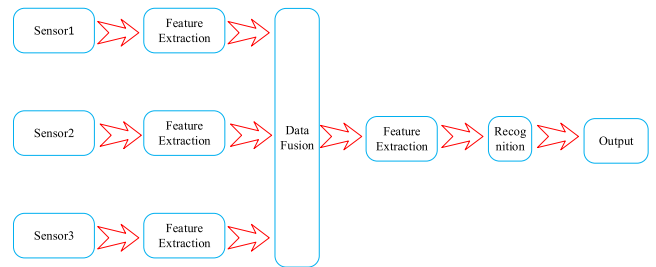 Sensor1
Feature
Extraction
Sensor2
Feature
Extraction
Sensor3
Feature
Extraction
Data
Fusion
Feature
Extraction
Recog
nition
Output